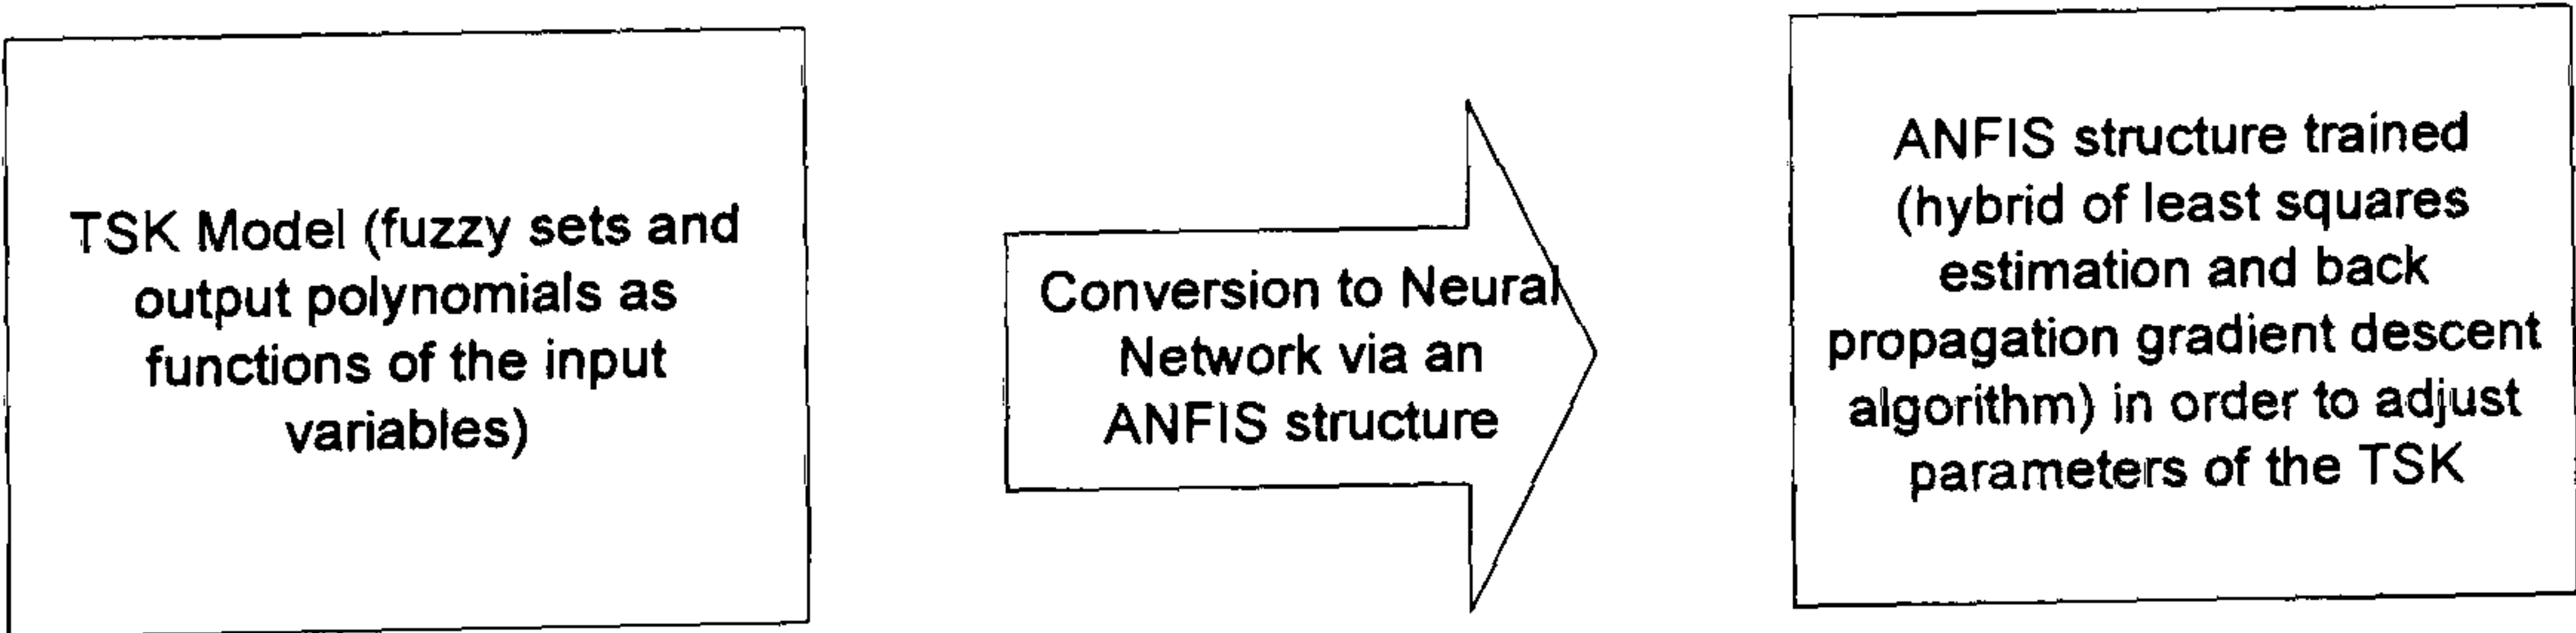 TSK Model (fuzzy sets and
output polynomials as
functions of the input
variables)
Conversion to Neural
Network via an
ANFIS structure
ANFIS structure trained
(hybrid of least squares
estimation and back
propagation gradient descent
algorithm) in order to adjust
parameters of the TSK